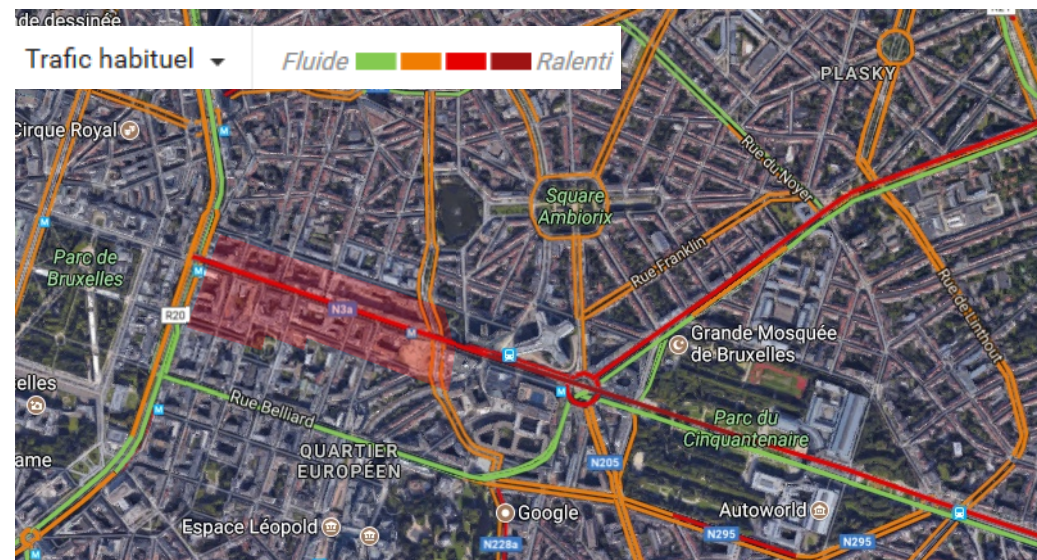 de dessinée
Trafic habituel
Fluide
Ralenti
PLASKY
Cirque Royal
M
Rue du Noyer
Square
Ambiorix
M
Parc de
Bruxelles
Rue Franklin
M
R20
N3a
M
Rue de Linthout
Grande Mosquée
de Bruxelles
elles
M
Rue Belliard
M
Parc du
Cinquantenaire
ame
QUARTIER
EUROPÉEN
N205
Espace Léopold
Google
Autoworld
N228a
N295
N295
M